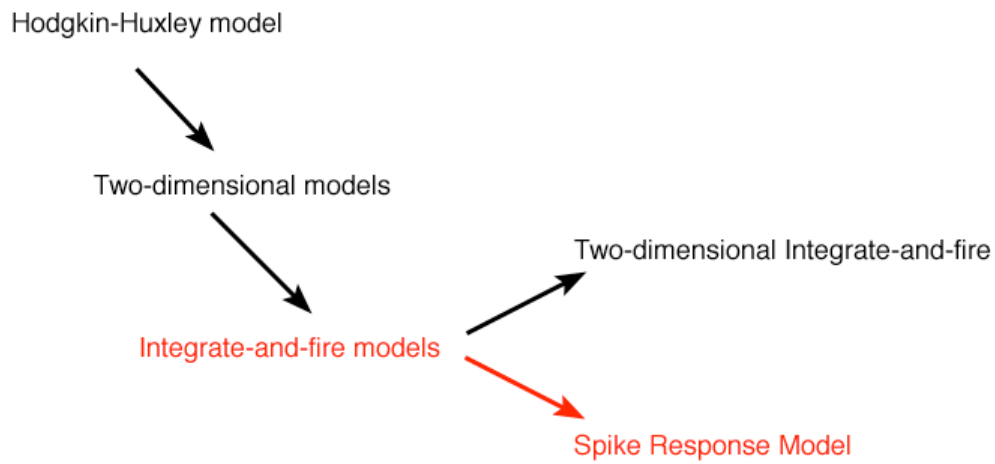 Hodgkin-Huxley model
Two-dimensional models
Two-dimensional Integrate-and-fire
Integrate-and-fire models
Spike Response Model